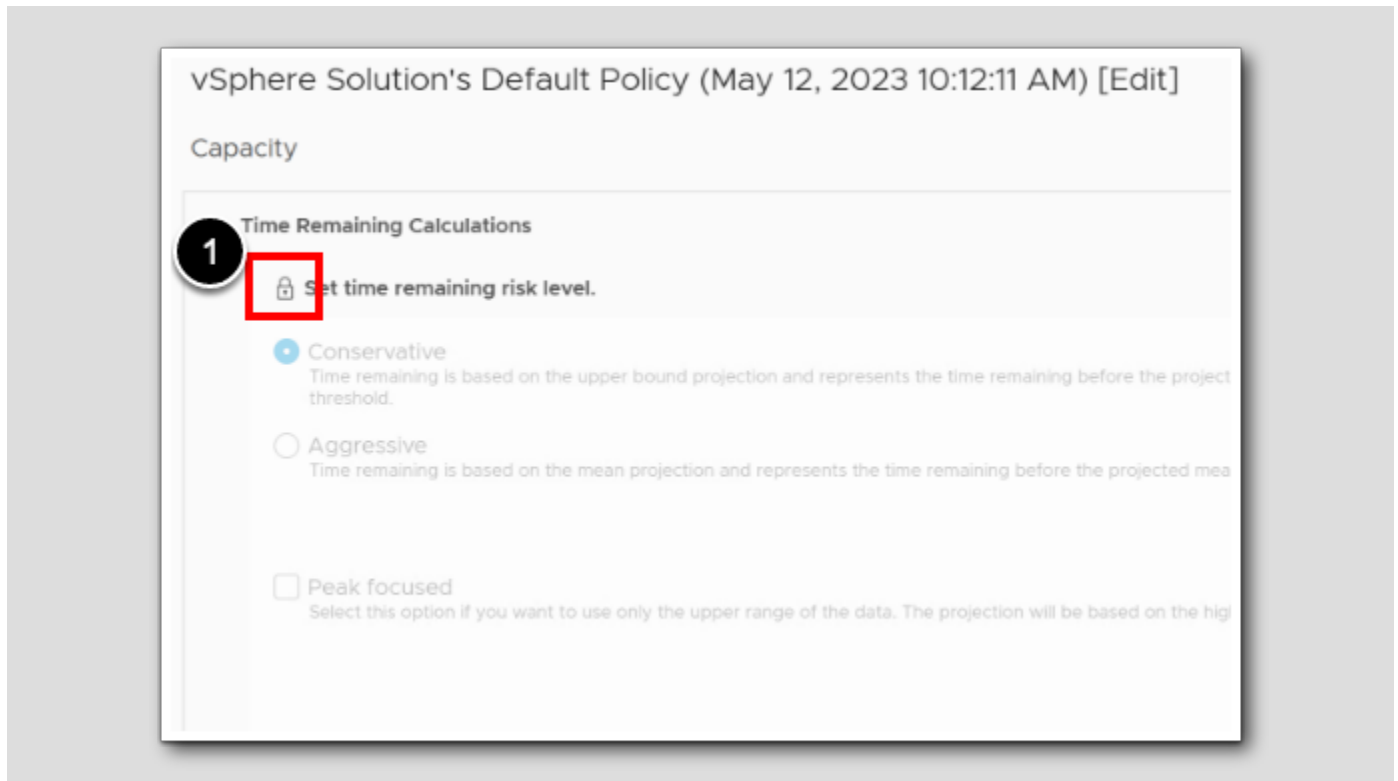 vSphere Solution's Default Policy (May 12, 2023 10:12:11 AM) [Edit]
Capacity
Time Remaining Calculations
1
Set time remaining risk level.
Conservative
Time remaining is based on the upper bound projection and represents the time remaining before the project
threshold.
Aggressive
Time remaining is based on the mean projection and represents the time remaining before the projected mea
Peak focused
Select this option if you want to use only the upper range of the data. The projection will be based on the hig